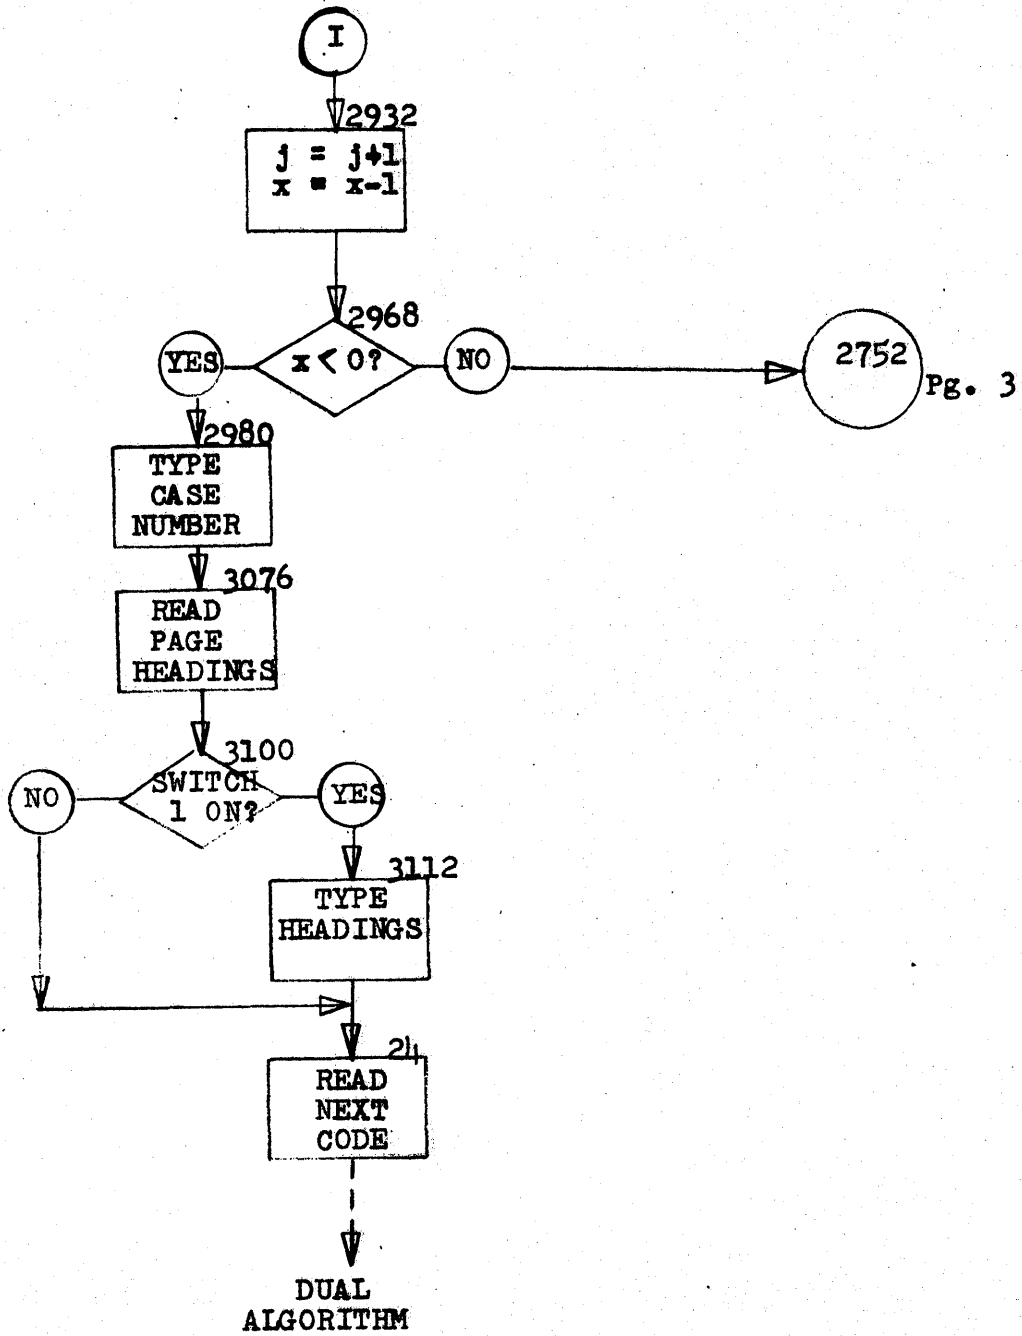 I
2932
j = j+1
x = x-1
2968
YES
x < 0?
NO
2752
Pg. 3
2980
TYPE
CASE
NUMBER
3076
READ
PAGE
HEADINGS
3100
NO
SWITCH
1 ON?
YES
3112
TYPE
HEADINGS
24
READ
NEXT
CODE
DUAL
ALGORITHM